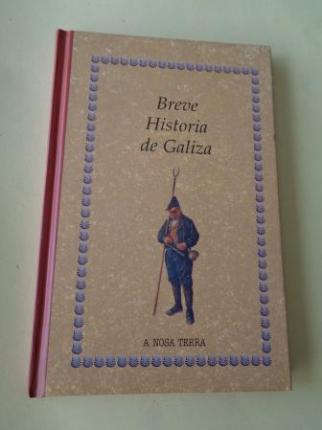 Breve
Historia
de Galiza
A NOSA TERRA